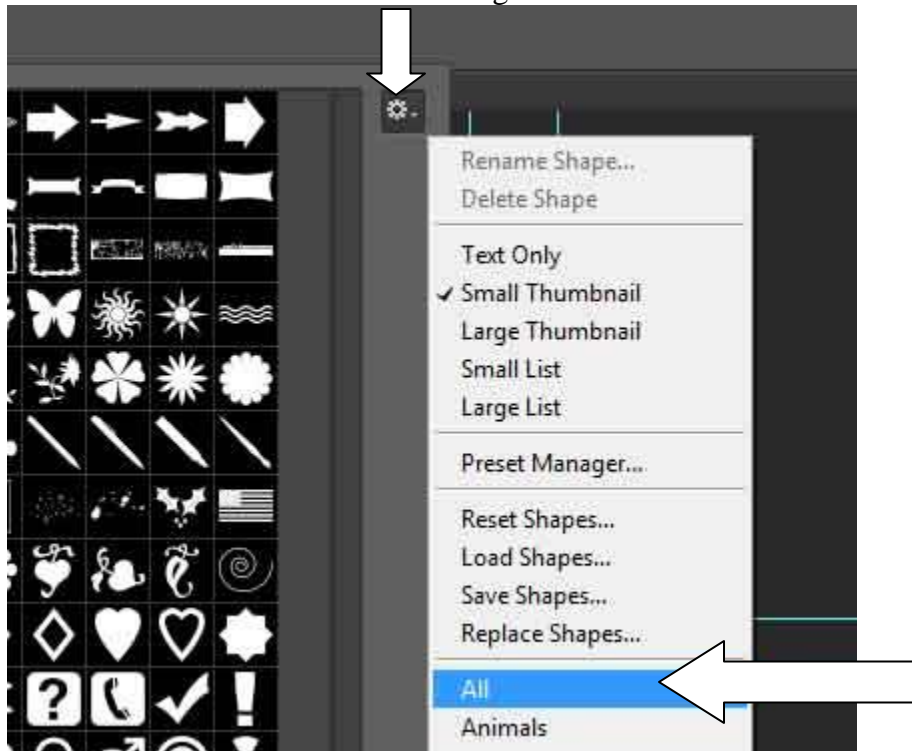 Rename Shape...
Delete Shape
Text Only
Small Thumbnail
Large Thumbnail
Small List
Large List
Preset Manager...
Reset Shapes...
Load Shapes...
Save Shapes...
Replace Shapes...
All
Animals
?
!